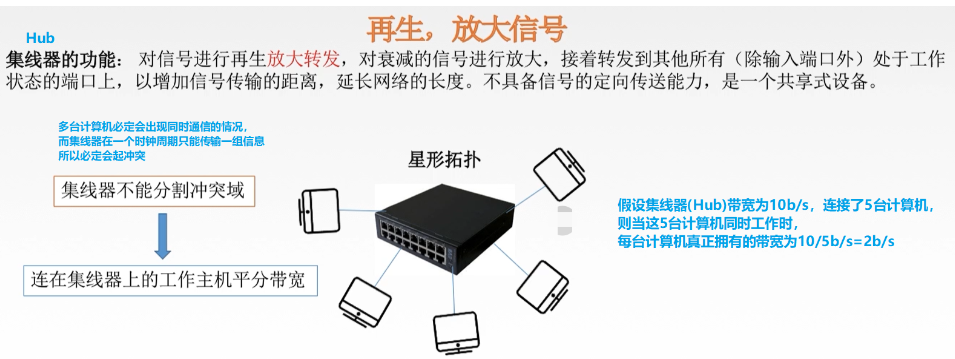 再生，放大信号
Hub
集线器的功能： 对信号进行再生放大转发，对衰减的信号进行放大，接着转发到其他所有（除输入端口外）处于工作
状态的端口上，以增加信号传输的距离，延长网络的长度。不具备信号的定向传送能力，是一个共享式设备。
多台计算机必定会出现同时通信的情况，
而集线器在一个时钟周期只能传输一组信息
所以必定会起冲突
集线器不能分割冲突域
连在集线器上的工作主机平分带宽
星形拓扑
假设集线器(Hub)带宽为10b/s，连接了5台计算机，
则当这5台计算机同时工作时，
每台计算机真正拥有的带宽为10/5b/s=2b/s